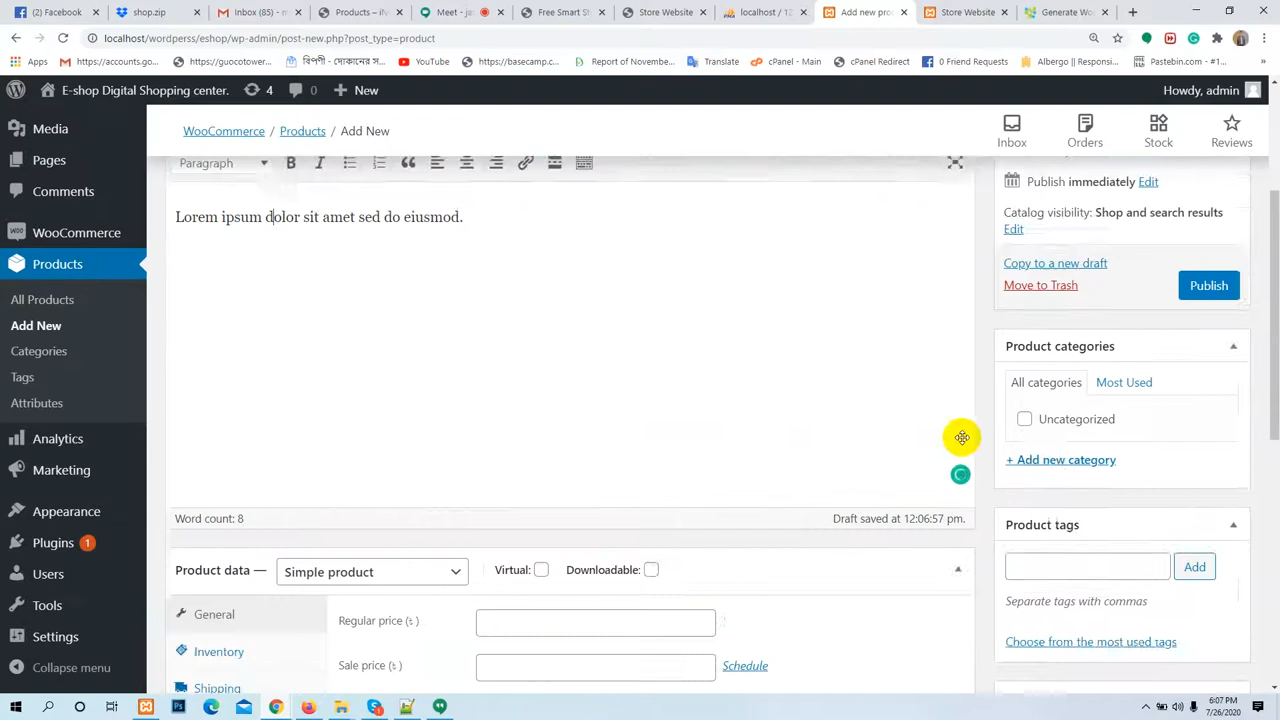 (2) Facebook
shop.zip
Inbox (85) - m
Products – ifv
Meet - j
Free Smart S
Store Website
localhost / 12
Add new pro
Store Website
Generate Wo
localhost/wordperss/eshop/wp-admin/post-new.php?post_type=product
Apps
https://accounts.go...
https://guocotower...
বিপণী - দোকানের স...
YouTube
https://basecamp.c...
Report of Novembe...
Translate
cPanel - Main
cPanel Redirect
0 Friend Requests
Albergo || Responsi...
Pastebin.com - #1...
E-shop Digital Shopping center.
4
0
New
Howdy, admin
Media
Pages
Comments
WooCommerce
Products
All Products
Add New
Categories
Tags
Attributes
Analytics
Marketing
Appearance
Plugins 1
Users
Tools
Settings
Collapse menu
WooCommerce / Products / Add New
Inbox
Orders
Stock
Reviews
Paragraph
Lorem ipsum dolor sit amet sed do eiusmod.
Word count: 8
Draft saved at 12:06:57 pm.
Product data —
Simple product
Virtual:
Downloadable:
General
Inventory
Shipping
Regular price (৳ )
Sale price (৳ )
Schedule
Publish immediately Edit
Catalog visibility: Shop and search results
Edit
Copy to a new draft
Move to Trash
Publish
Product categories
All categories
Most Used
Uncategorized
+ Add new category
Product tags
Add
Separate tags with commas
Choose from the most used tags
6:07 PM
7/26/2020